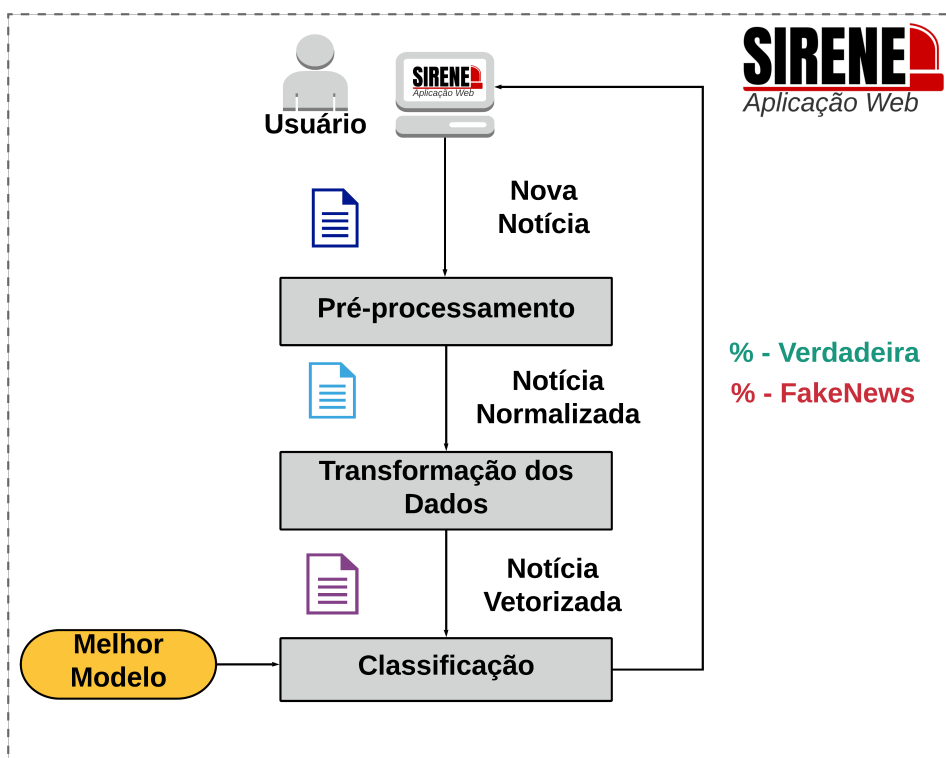 SIRENE
Aplicação Web
SIRENE
Aplicação Web
Usuário
Nova
Notícia
Pré-processamento
% - Verdadeira
% - FakeNews
Notícia
Normalizada
Transformação dos
Dados
Notícia
Vetorizada
Melhor
Modelo
Classificação